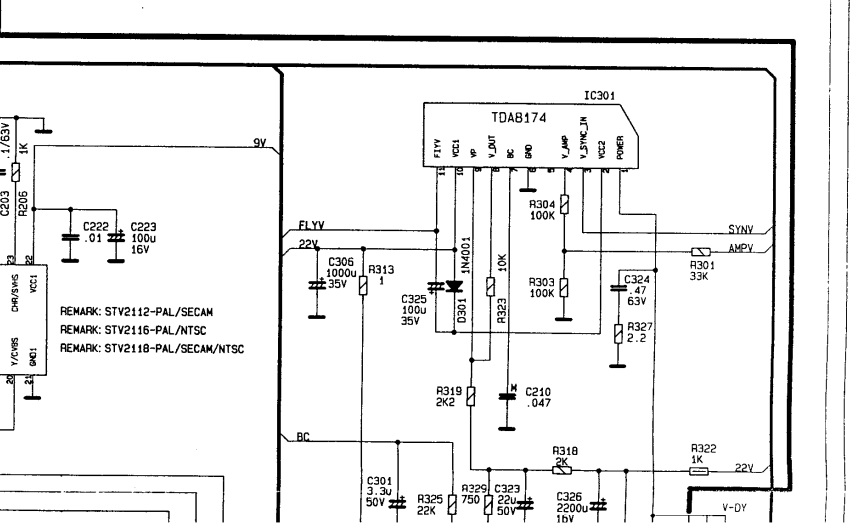 IC301
TDA8174
FIYV
VCC1
VP
V_OUT
BC
GND
V_AMP
V_SYNC_IN
VCC2
POWER
11
10
9
8
7
6
5
4
3
2
1
.1/63V
1K
C203
R206
9V
C222
.01
C223
100u
16V
23
22
CHR/SVHS
VCC1
Y/CVBS
GND1
20
21
REMARK: STV2112-PAL/SECAM
REMARK: STV2116-PAL/NTSC
REMARK: STV2118-PAL/SECAM/NTSC
FLYV
22V
C306
1000u
35V
R313
1
C325
100u
35V
1N4001
D301
10K
R323
R304
100K
R303
100K
SYNV
AMPV
R301
33K
C324
.47
63V
R327
2.2
R319
2K2
M
C210
.047
BC
R318
2K
R322
1K
22V
C301
3.3u
50V
R325
22K
R329
750
C323
22u
50V
C326
2200u
16V
V-DY